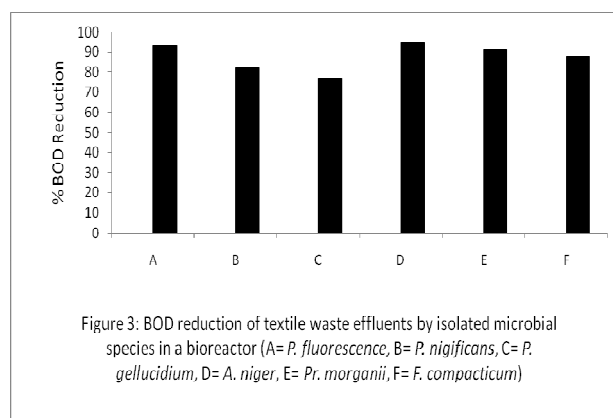 100
90
80
70
60
50
40
30
20
10
0
% BOD Reduction
A B C D E F
Figure 3: BOD reduction of textile waste effluents by isolated microbial
species in a bioreactor (A= P. fluorescence, B= P. nigificans, C= P.
gellucidium, D= A. niger, E= Pr. morganii, F= F. compacticum)